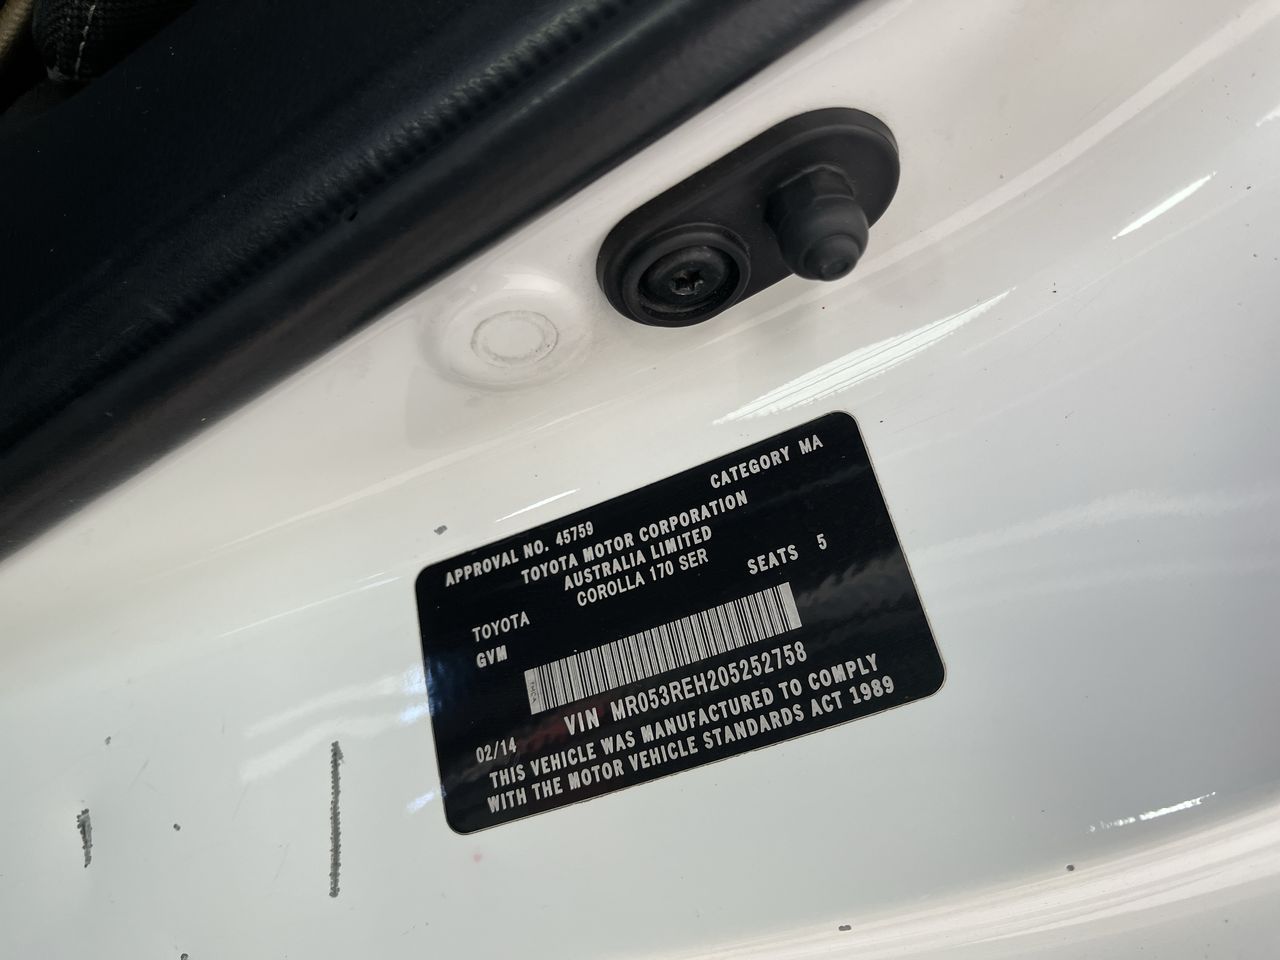 APPROVAL NO. 45759 CATEGORY MA
TOYOTA MOTOR CORPORATION
AUSTRALIA LIMITED
TOYOTA COROLLA 170 SER
GVM SEATS 5
02/14 VIN MR053REH205252758
THIS VEHICLE WAS MANUFACTURED TO COMPLY
WITH THE MOTOR VEHICLE STANDARDS ACT 1989